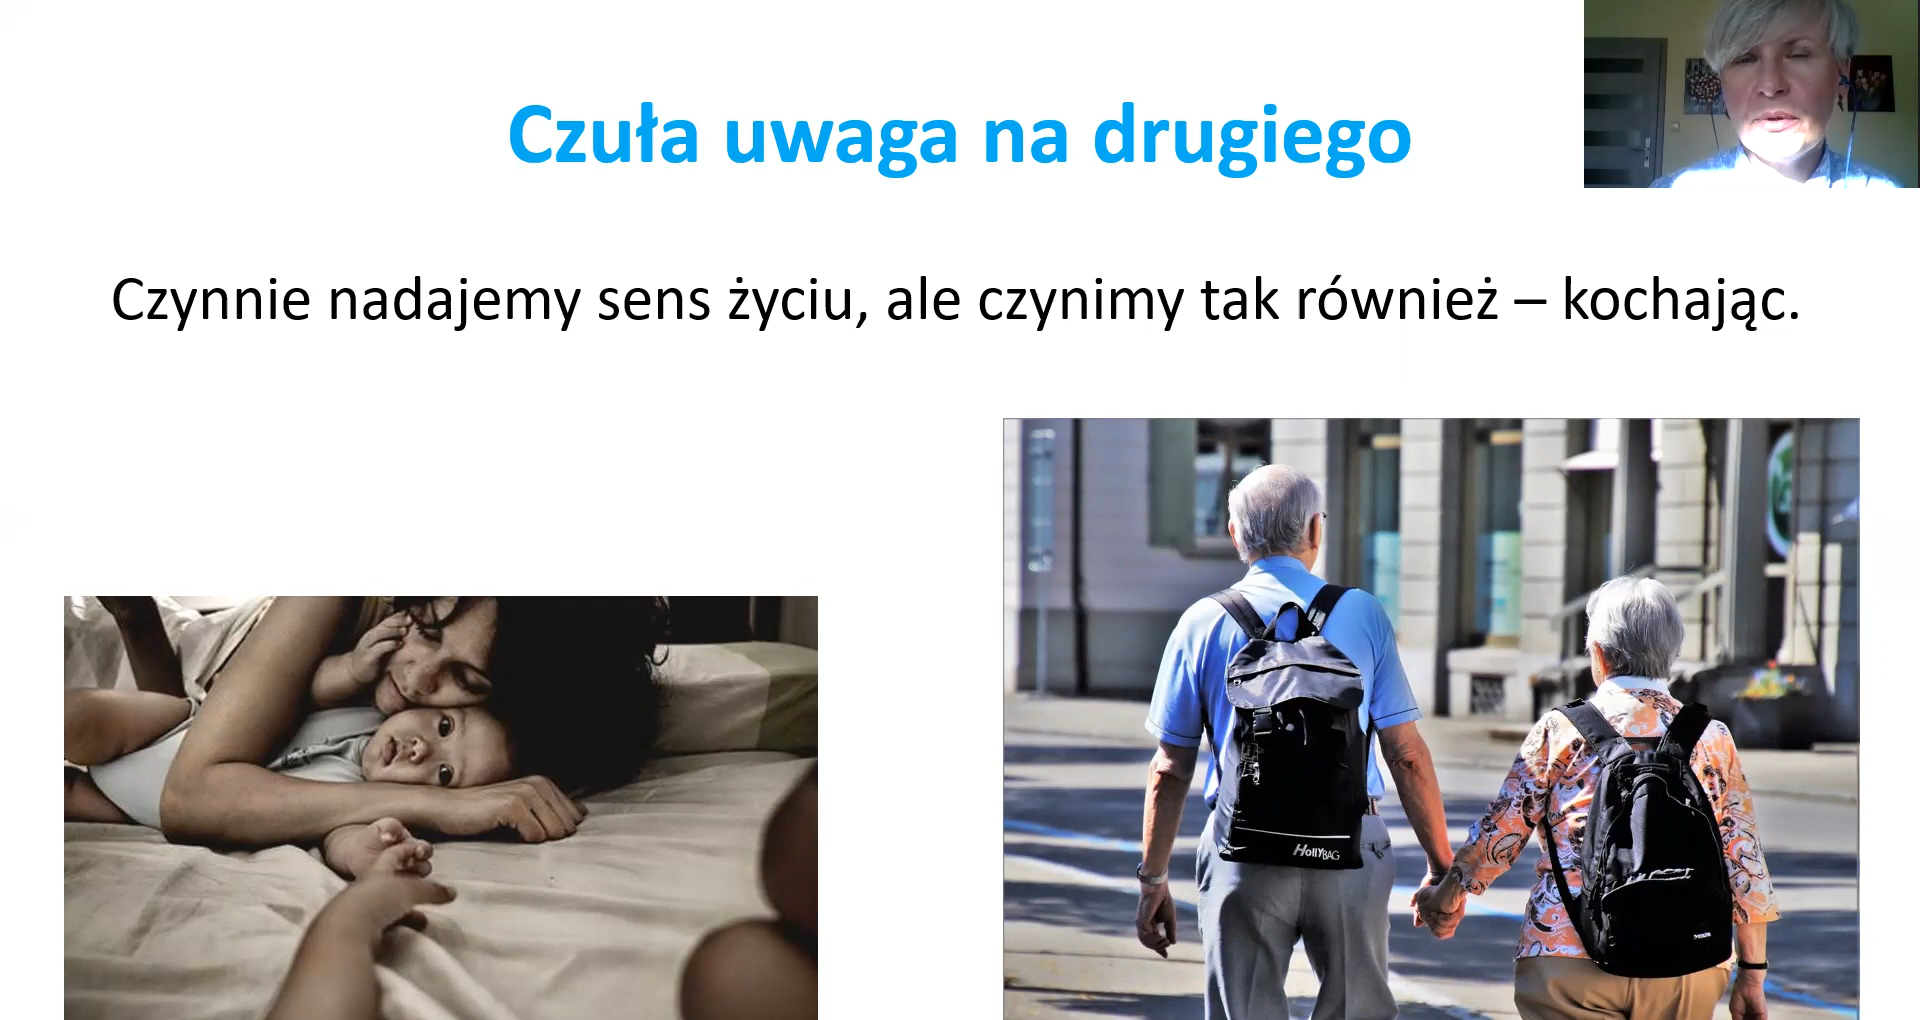 Czuła uwaga na drugiego
Czynnie nadajemy sens życiu, ale czynimy tak również – kochając.
HollyBAG